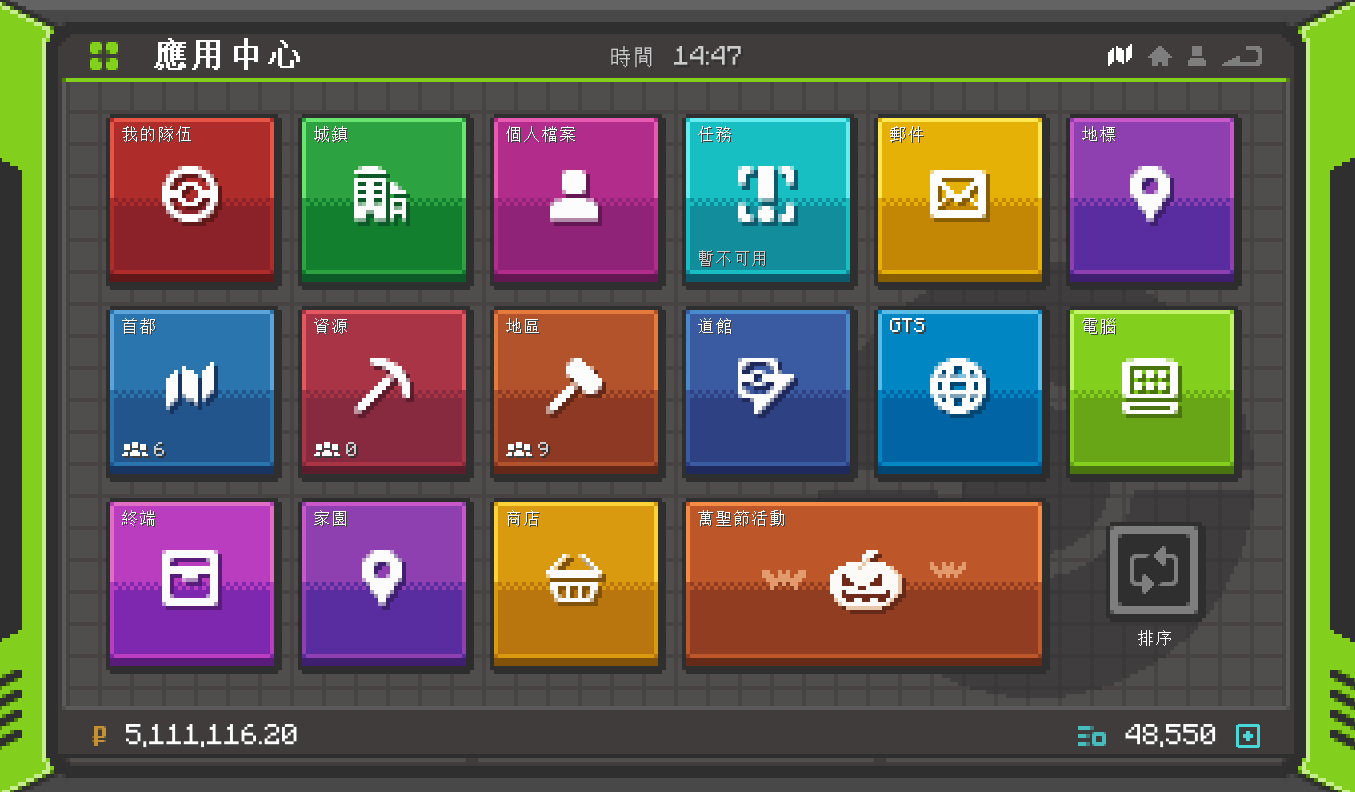 應用中心
時間 14:47
我的隊伍
城鎮
個人檔案
任務
暫不可用
郵件
地標
首都
6
資源
0
地區
9
道館
GTS
電腦
終端
家園
商店
萬聖節活動
排序
₽ 5,111,116.20
48,550